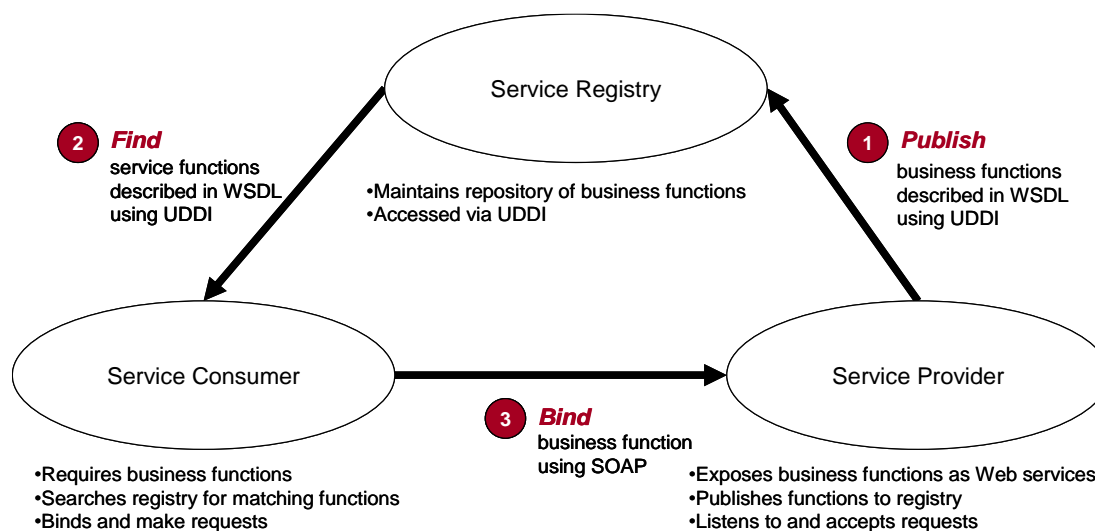 Service Registry
•Maintains repository of business functions
•Accessed via UDDI
2 Find
service functions
described in WSDL
using UDDI
1 Publish
business functions
described in WSDL
using UDDI
Service Consumer
•Requires business functions
•Searches registry for matching functions
•Binds and make requests
3 Bind
business function
using SOAP
Service Provider
•Exposes business functions as Web services
•Publishes functions to registry
•Listens to and accepts requests